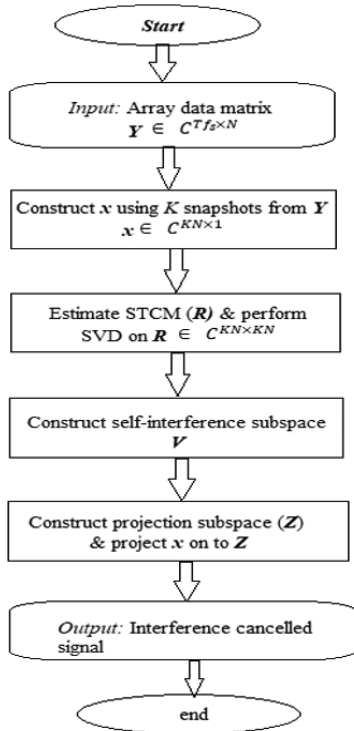 Start
Input: Array data matrix
Y ∈ C^{Tf_s×N}
Construct x using K snapshots from Y
x ∈ C^{KN×1}
Estimate STCM (R) & perform
SVD on R ∈ C^{KN×KN}
Construct self-interference subspace
V
Construct projection subspace (Z)
& project x on to Z
Output: Interference cancelled
signal
end